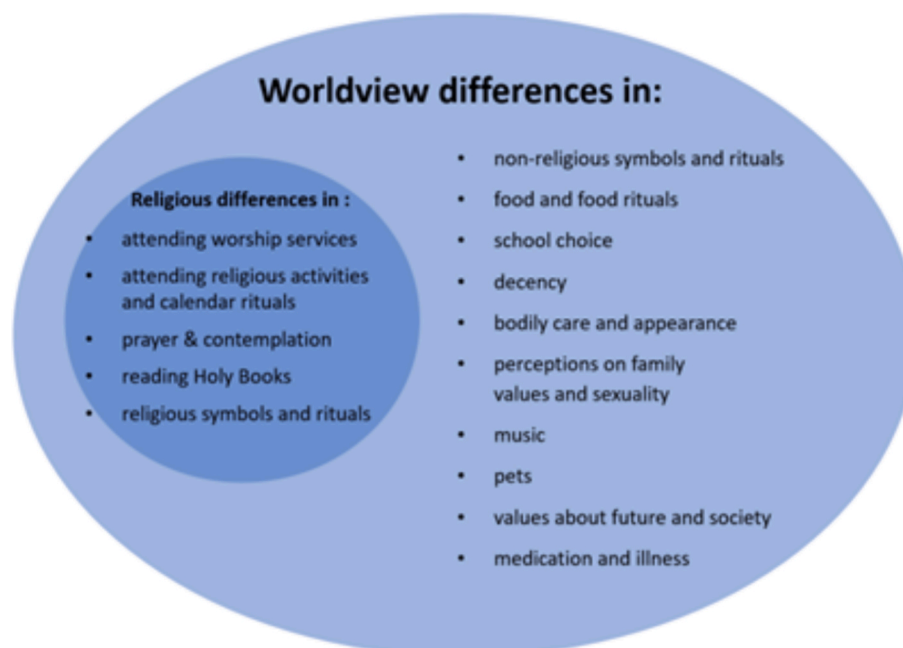 Worldview differences in:
Religious differences in :
• attending worship services
• attending religious activities
and calendar rituals
• prayer & contemplation
• reading Holy Books
• religious symbols and rituals
• non-religious symbols and rituals
• food and food rituals
• school choice
• decency
• bodily care and appearance
• perceptions on family
values and sexuality
• music
• pets
• values about future and society
• medication and illness